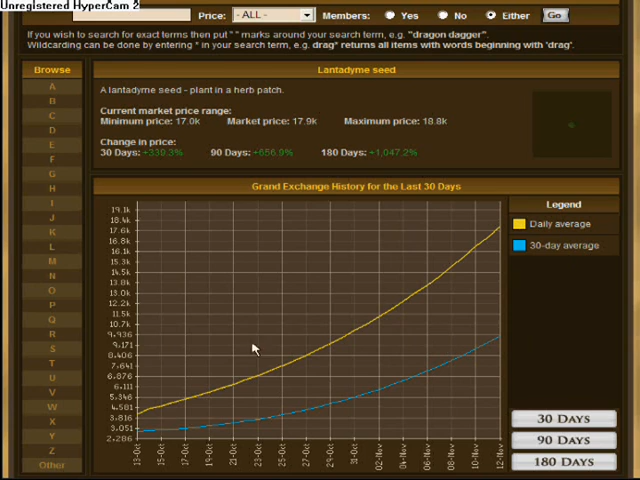 Unregistered HyperCam 2
Price: - ALL - Members: Yes No Either Go
If you wish to search for exact terms then put " " marks around your search term, e.g. "dragon dagger".
Wildcarding can be done by entering * in your search term, e.g. drag* returns all items with words beginning with 'drag'.
Browse
A
B
C
D
E
F
G
H
I
J
K
L
M
N
O
P
Q
R
S
T
U
V
W
X
Y
Z
Other
Lantadyme seed
A lantadyme seed - plant in a herb patch.
Current market price range:
Minimum price: 17.0k Market price: 17.9k Maximum price: 18.8k
Change in price:
30 Days: +339.3% 90 Days: +656.9% 180 Days: +1,047.2%
Grand Exchange History for the Last 30 Days
19.1k
18.4k
17.6k
16.8k
16.1k
15.3k
14.5k
13.8k
13.0k
12.2k
11.5k
10.7k
9,936
9,171
8,406
7,641
6,876
6,111
5,346
4,581
3,816
3,051
2,286
13-Oct
15-Oct
17-Oct
19-Oct
21-Oct
23-Oct
25-Oct
27-Oct
29-Oct
31-Oct
02-Nov
04-Nov
06-Nov
08-Nov
10-Nov
12-Nov
Legend
Daily average
30-day average
30 Days
90 Days
180 Days